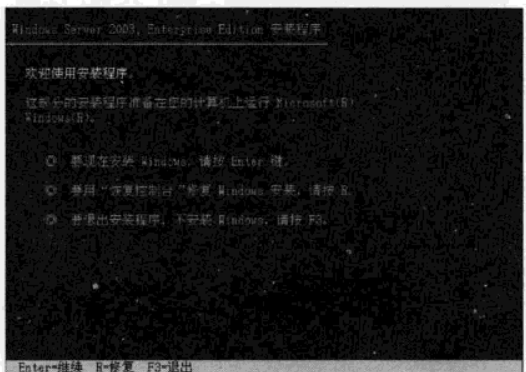 Windows Server 2003, Enterprise Edition 安装程序
欢迎使用安装程序。
这部分的安装程序准备在您的计算机上运行 Microsoft(R)
Windows(R)。
◎ 要现在安装 Windows，请按 Enter 键。
◎ 要用“恢复控制台”修复 Windows 安装，请按 R。
◎ 要退出安装程序，不安装 Windows，请按 F3。
Enter=继续 R=修复 F3=退出